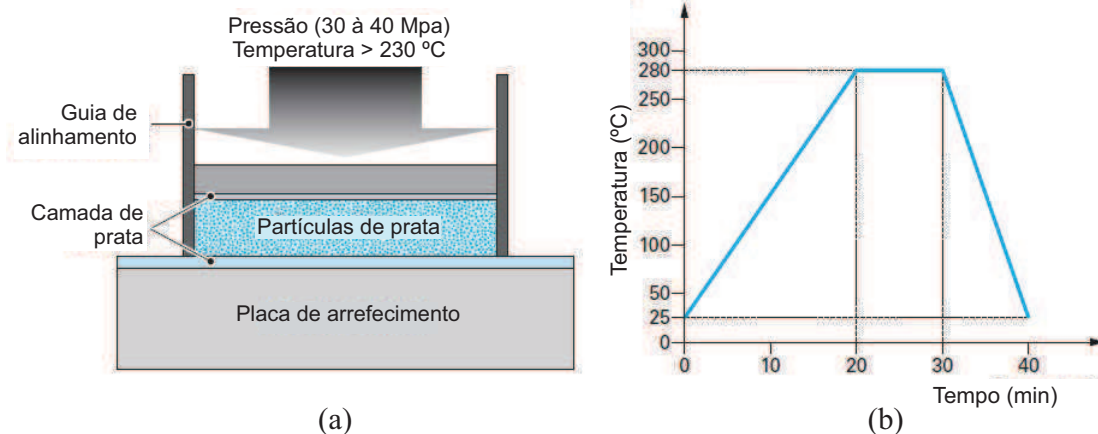 Pressão (30 à 40 Mpa)
Temperatura > 230 ºC
Guia de
alinhamento
Camada de
prata
Partículas de prata
Placa de arrefecimento
(a)
Temperatura (ºC)
300
280
250
200
150
100
50
25
0
0
10
20
30
40
Tempo (min)
(b)